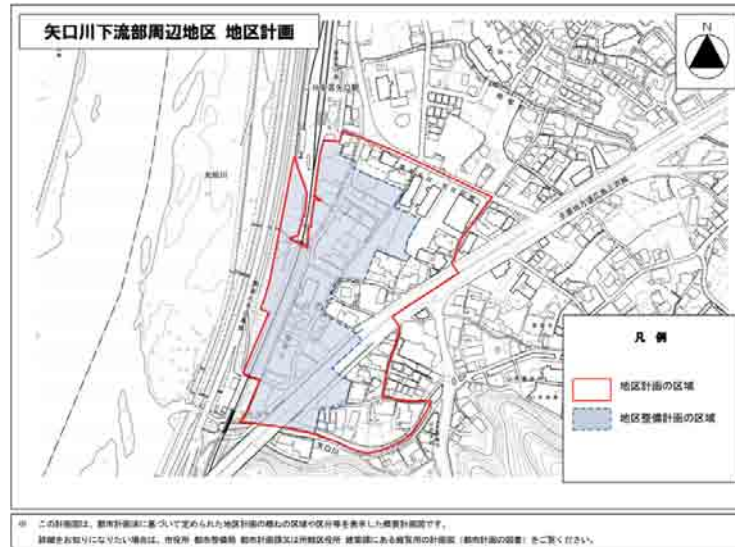 矢口川下流部周辺地区 地区計画
N
太田川
矢口川
凡 例
地区計画の区域
地区整備計画の区域
※ この計画図は、都市計画法に基づいて定められた地区計画の概ねの区域や区分等を表示した概要計画図です。
詳細をお知りになりたい場合は、市役所 都市整備局 都市計画課又は所轄区役所 建築課にある縦覧用の計画図（都市計画の図書）をご覧ください。